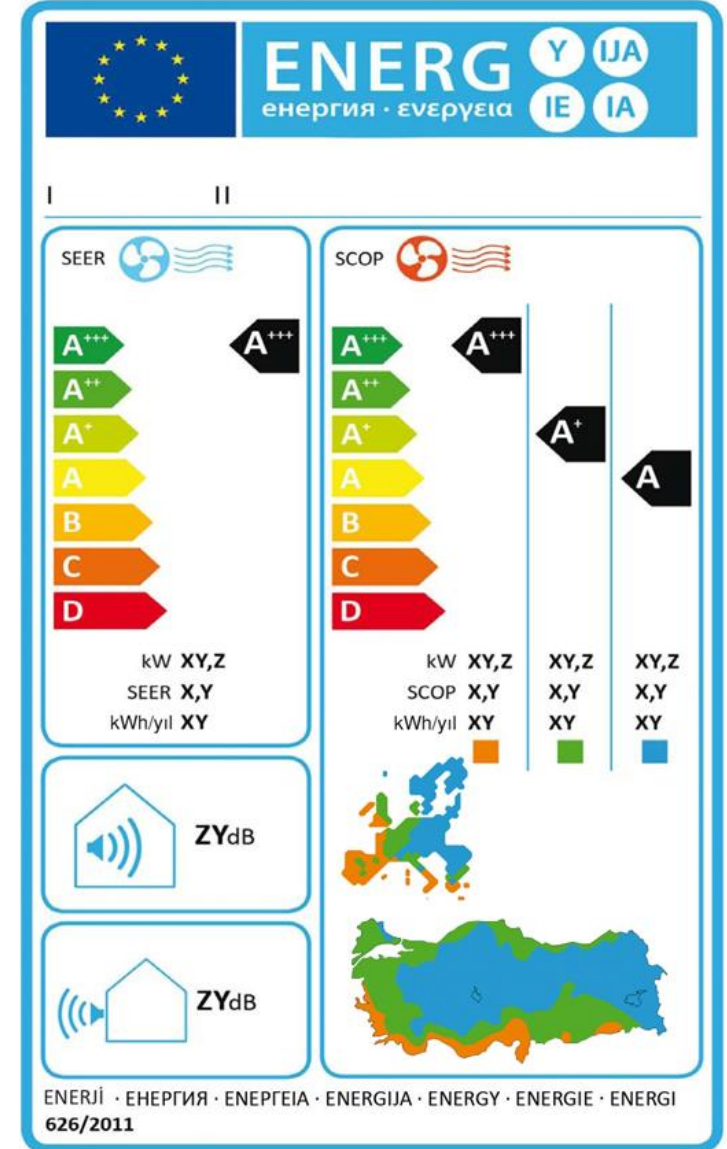 ENERG Y IJA
енергия · ενεργεια IE IA
I II
SEER
A+++ A+++
A++
A+
A
B
C
D
kW XY,Z
SEER X,Y
kWh/yıl XY
SCOP
A+++ A+++
A++
A+ A+
A A
B
C
D
kW XY,Z XY,Z XY,Z
SCOP X,Y X,Y X,Y
kWh/yıl XY XY XY
ZYdB
ZYdB
ENERJİ · ЕНЕРГИЯ · ΕΝΕΡΓΕΙΑ · ENERGIJA · ENERGY · ENERGIE · ENERGI
626/2011